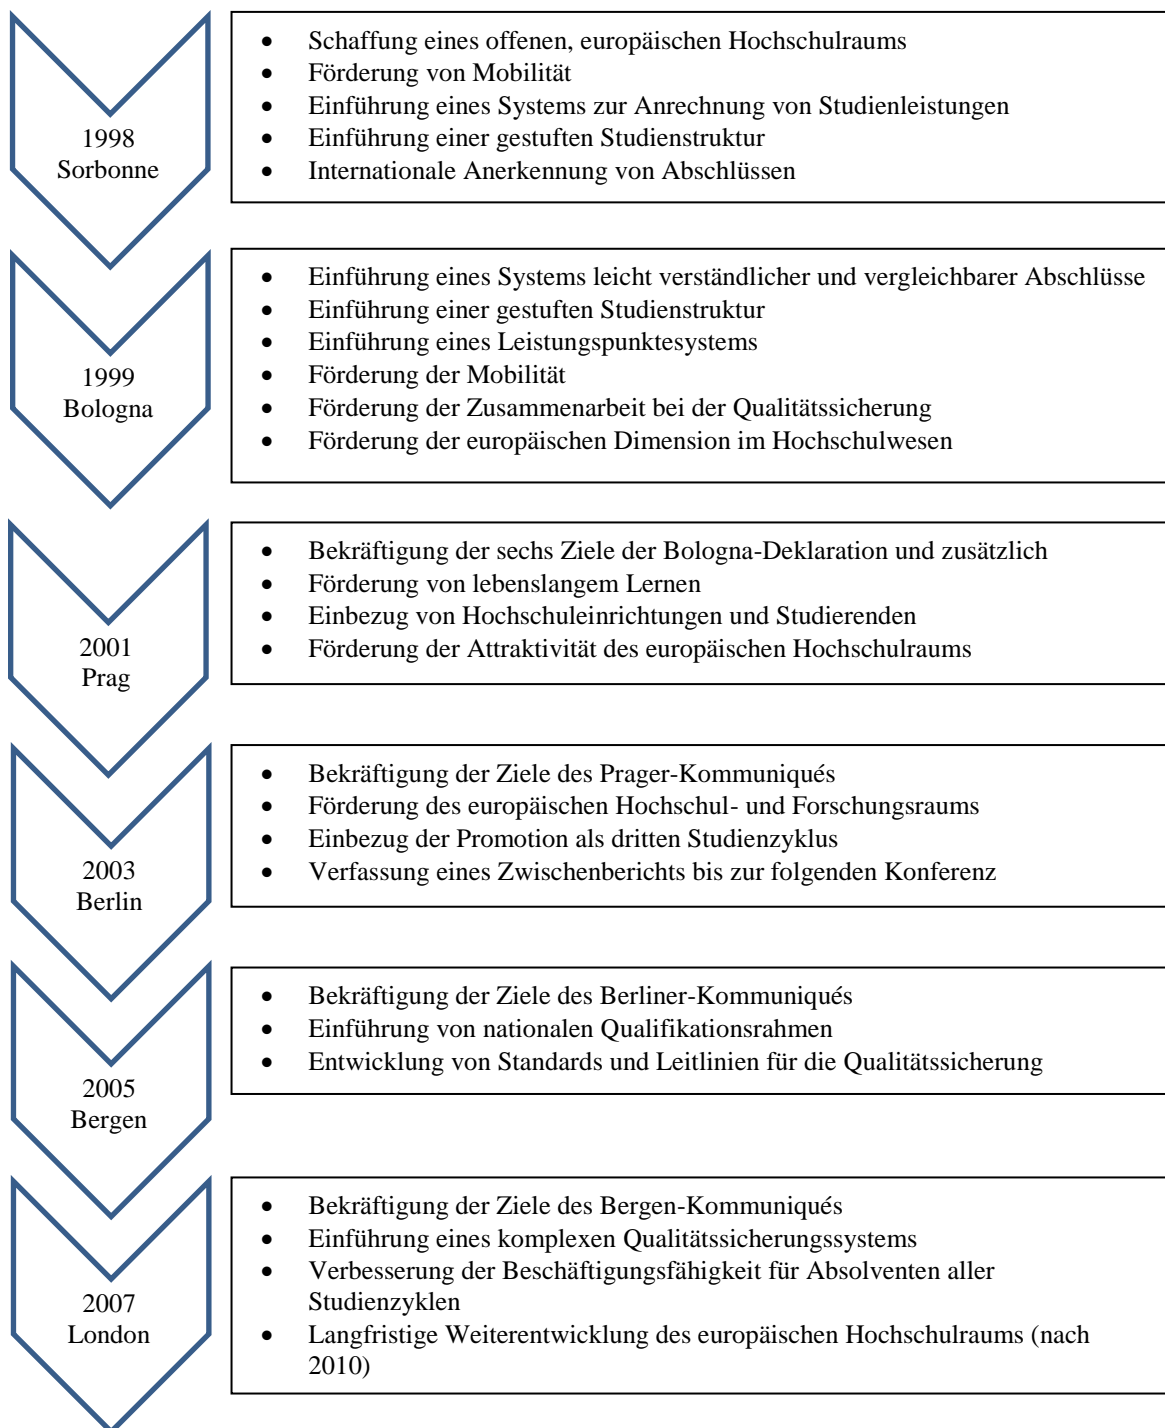 1998
Sorbonne
• Schaffung eines offenen, europäischen Hochschulraums
• Förderung von Mobilität
• Einführung eines Systems zur Anrechnung von Studienleistungen
• Einführung einer gestuften Studienstruktur
• Internationale Anerkennung von Abschlüssen
1999
Bologna
• Einführung eines Systems leicht verständlicher und vergleichbarer Abschlüsse
• Einführung einer gestuften Studienstruktur
• Einführung eines Leistungspunktesystems
• Förderung der Mobilität
• Förderung der Zusammenarbeit bei der Qualitätssicherung
• Förderung der europäischen Dimension im Hochschulwesen
2001
Prag
• Bekräftigung der sechs Ziele der Bologna-Deklaration und zusätzlich
• Förderung von lebenslangem Lernen
• Einbezug von Hochschuleinrichtungen und Studierenden
• Förderung der Attraktivität des europäischen Hochschulraums
2003
Berlin
• Bekräftigung der Ziele des Prager-Kommuniqués
• Förderung des europäischen Hochschul- und Forschungsraums
• Einbezug der Promotion als dritten Studienzyklus
• Verfassung eines Zwischenberichts bis zur folgenden Konferenz
2005
Bergen
• Bekräftigung der Ziele des Berliner-Kommuniqués
• Einführung von nationalen Qualifikationsrahmen
• Entwicklung von Standards und Leitlinien für die Qualitätssicherung
2007
London
• Bekräftigung der Ziele des Bergen-Kommuniqués
• Einführung eines komplexen Qualitätssicherungssystems
• Verbesserung der Beschäftigungsfähigkeit für Absolventen aller
Studienzyklen
• Langfristige Weiterentwicklung des europäischen Hochschulraums (nach
2010)